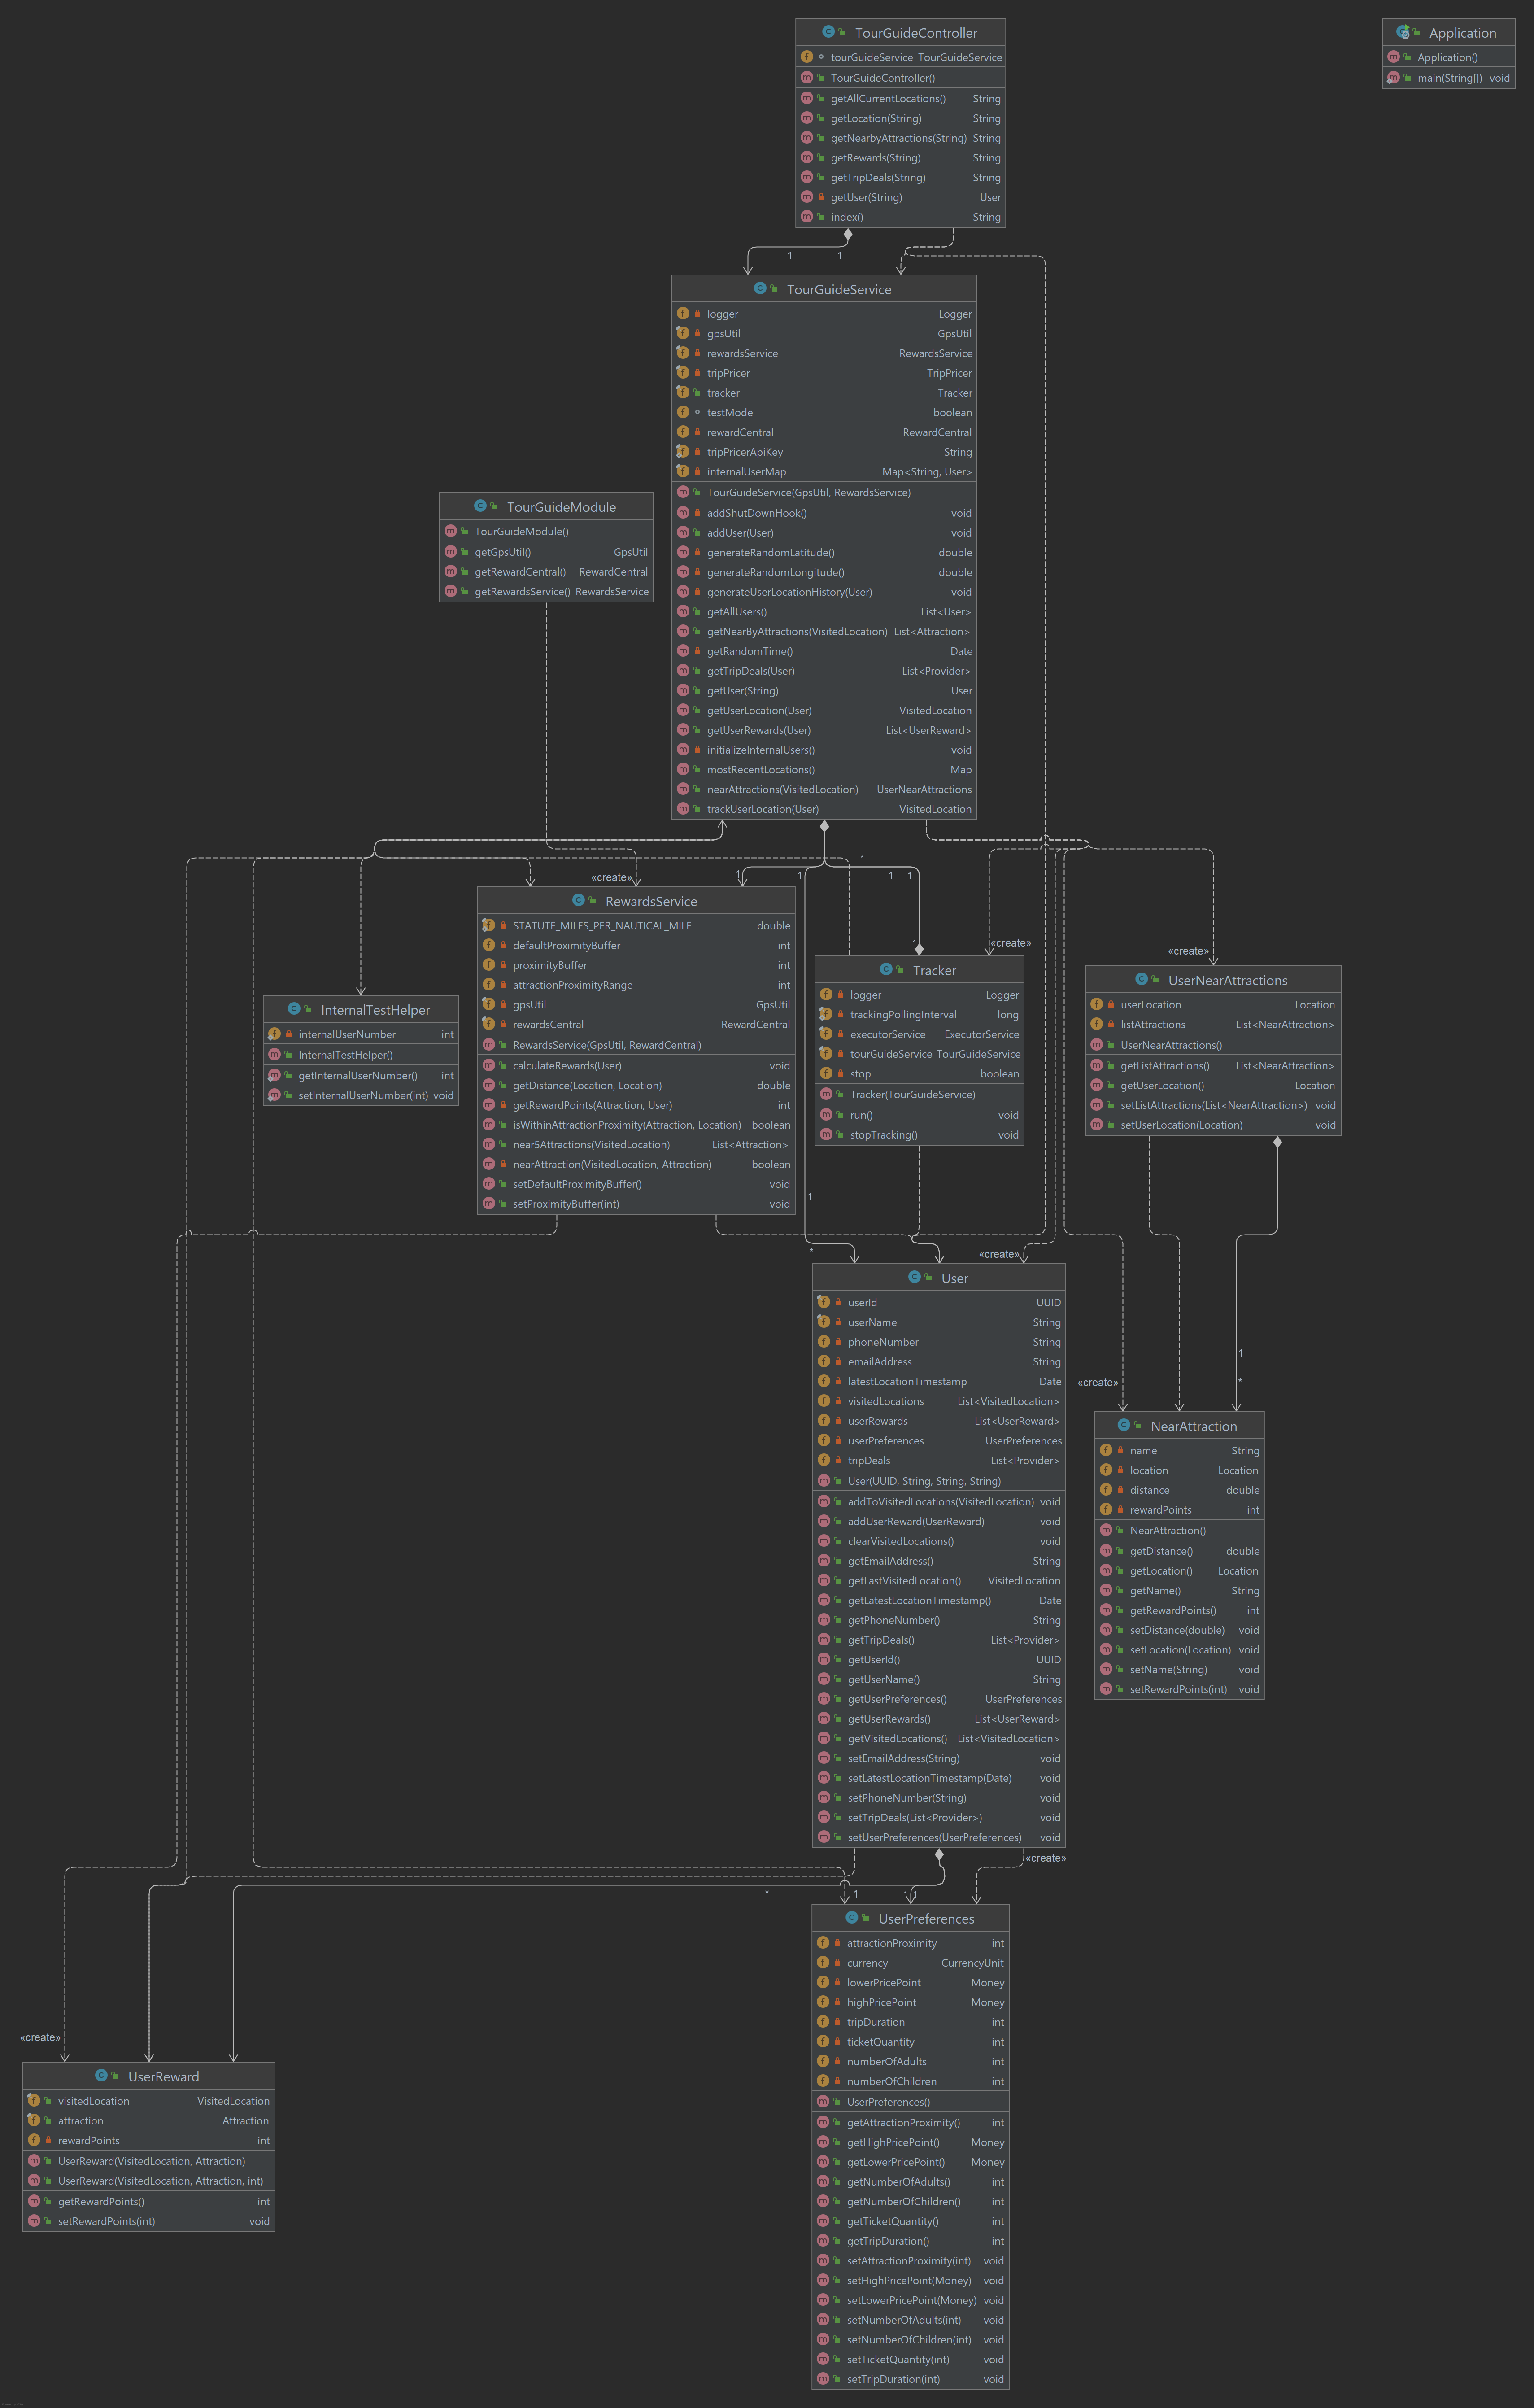 TourGuideController
tourGuideService TourGuideService
TourGuideController()
getAllCurrentLocations() String
getLocation(String) String
getNearbyAttractions(String) String
getRewards(String) String
getTripDeals(String) String
getUser(String) User
index() String
Application
Application()
main(String[]) void
1 1
TourGuideService
logger Logger
gpsUtil GpsUtil
rewardsService RewardsService
tripPricer TripPricer
tracker Tracker
testMode boolean
rewardCentral RewardCentral
tripPricerApiKey String
internalUserMap Map<String, User>
TourGuideService(GpsUtil, RewardsService)
addShutDownHook() void
addUser(User) void
generateRandomLatitude() double
generateRandomLongitude() double
generateUserLocationHistory(User) void
getAllUsers() List<User>
getNearByAttractions(VisitedLocation) List<Attraction>
getRandomTime() Date
getTripDeals(User) List<Provider>
getUser(String) User
getUserLocation(User) VisitedLocation
getUserRewards(User) List<UserReward>
initializeInternalUsers() void
mostRecentLocations() Map
nearAttractions(VisitedLocation) UserNearAttractions
trackUserLocation(User) VisitedLocation
TourGuideModule
TourGuideModule()
getGpsUtil() GpsUtil
getRewardCentral() RewardCentral
getRewardsService() RewardsService
1
«create» 1 1 1 1
RewardsService
STATUTE_MILES_PER_NAUTICAL_MILE double
defaultProximityBuffer int
proximityBuffer int
attractionProximityRange int
gpsUtil GpsUtil
rewardsCentral RewardCentral
RewardsService(GpsUtil, RewardCentral)
calculateRewards(User) void
getDistance(Location, Location) double
getRewardPoints(Attraction, User) int
isWithinAttractionProximity(Attraction, Location) boolean
near5Attractions(VisitedLocation) List<Attraction>
nearAttraction(VisitedLocation, Attraction) boolean
setDefaultProximityBuffer() void
setProximityBuffer(int) void
InternalTestHelper
internalUserNumber int
InternalTestHelper()
getInternalUserNumber() int
setInternalUserNumber(int) void
1 «create»
Tracker
logger Logger
trackingPollingInterval long
executorService ExecutorService
tourGuideService TourGuideService
stop boolean
Tracker(TourGuideService)
run() void
stopTracking() void
«create»
UserNearAttractions
userLocation Location
listAttractions List<NearAttraction>
UserNearAttractions()
getListAttractions() List<NearAttraction>
getUserLocation() Location
setListAttractions(List<NearAttraction>) void
setUserLocation(Location) void
1
* «create»
User
userId UUID
userName String
phoneNumber String
emailAddress String
latestLocationTimestamp Date
visitedLocations List<VisitedLocation>
userRewards List<UserReward>
userPreferences UserPreferences
tripDeals List<Provider>
User(UUID, String, String, String)
addToVisitedLocations(VisitedLocation) void
addUserReward(UserReward) void
clearVisitedLocations() void
getEmailAddress() String
getLastVisitedLocation() VisitedLocation
getLatestLocationTimestamp() Date
getPhoneNumber() String
getTripDeals() List<Provider>
getUserId() UUID
getUserName() String
getUserPreferences() UserPreferences
getUserRewards() List<UserReward>
getVisitedLocations() List<VisitedLocation>
setEmailAddress(String) void
setLatestLocationTimestamp(Date) void
setPhoneNumber(String) void
setTripDeals(List<Provider>) void
setUserPreferences(UserPreferences) void
1
«create» *
NearAttraction
name String
location Location
distance double
rewardPoints int
NearAttraction()
getDistance() double
getLocation() Location
getName() String
getRewardPoints() int
setDistance(double) void
setLocation(Location) void
setName(String) void
setRewardPoints(int) void
«create»
* 1 1 1
UserPreferences
attractionProximity int
currency CurrencyUnit
lowerPricePoint Money
highPricePoint Money
tripDuration int
ticketQuantity int
numberOfAdults int
numberOfChildren int
UserPreferences()
getAttractionProximity() int
getHighPricePoint() Money
getLowerPricePoint() Money
getNumberOfAdults() int
getNumberOfChildren() int
getTicketQuantity() int
getTripDuration() int
setAttractionProximity(int) void
setHighPricePoint(Money) void
setLowerPricePoint(Money) void
setNumberOfAdults(int) void
setNumberOfChildren(int) void
setTicketQuantity(int) void
setTripDuration(int) void
«create»
UserReward
visitedLocation VisitedLocation
attraction Attraction
rewardPoints int
UserReward(VisitedLocation, Attraction)
UserReward(VisitedLocation, Attraction, int)
getRewardPoints() int
setRewardPoints(int) void